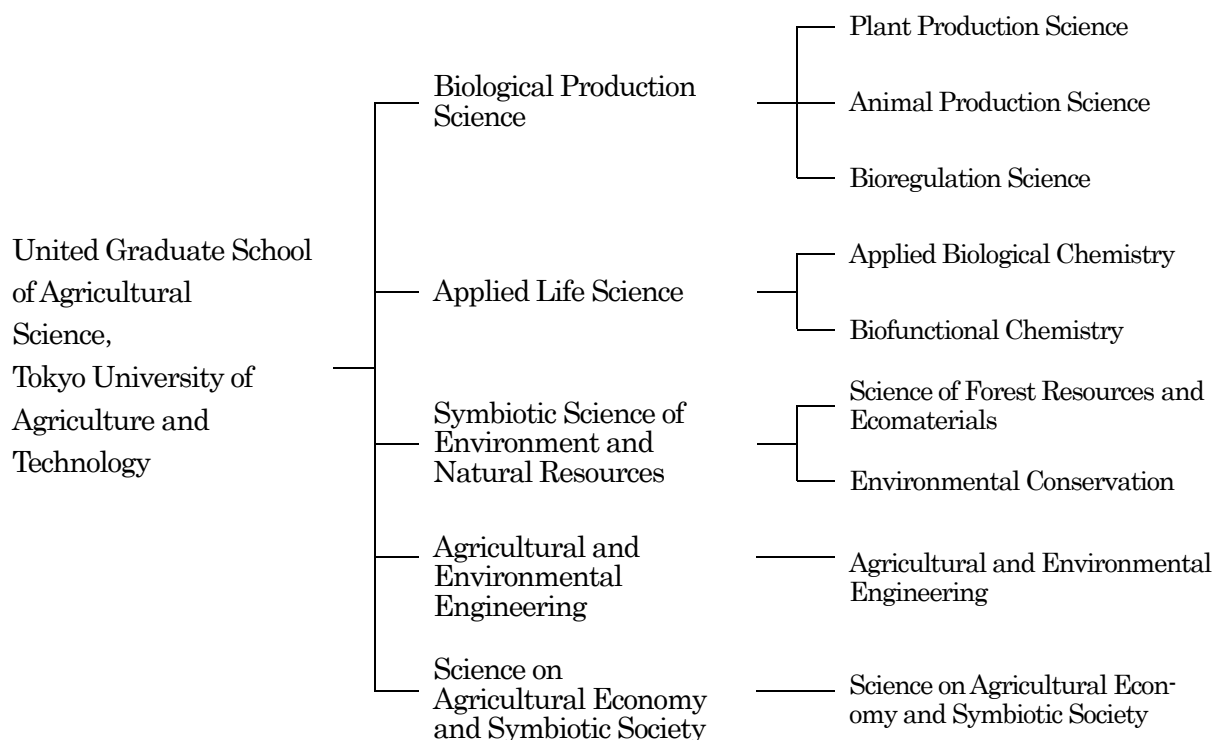 United Graduate School
of Agricultural
Science,
Tokyo University of
Agriculture and
Technology
Biological Production
Science
Plant Production Science
Animal Production Science
Bioregulation Science
Applied Life Science
Applied Biological Chemistry
Biofunctional Chemistry
Symbiotic Science of
Environment and
Natural Resources
Science of Forest Resources and
Ecomaterials
Environmental Conservation
Agricultural and
Environmental
Engineering
Agricultural and Environmental
Engineering
Science on
Agricultural Economy
and Symbiotic Society
Science on Agricultural Econ-
omy and Symbiotic Society